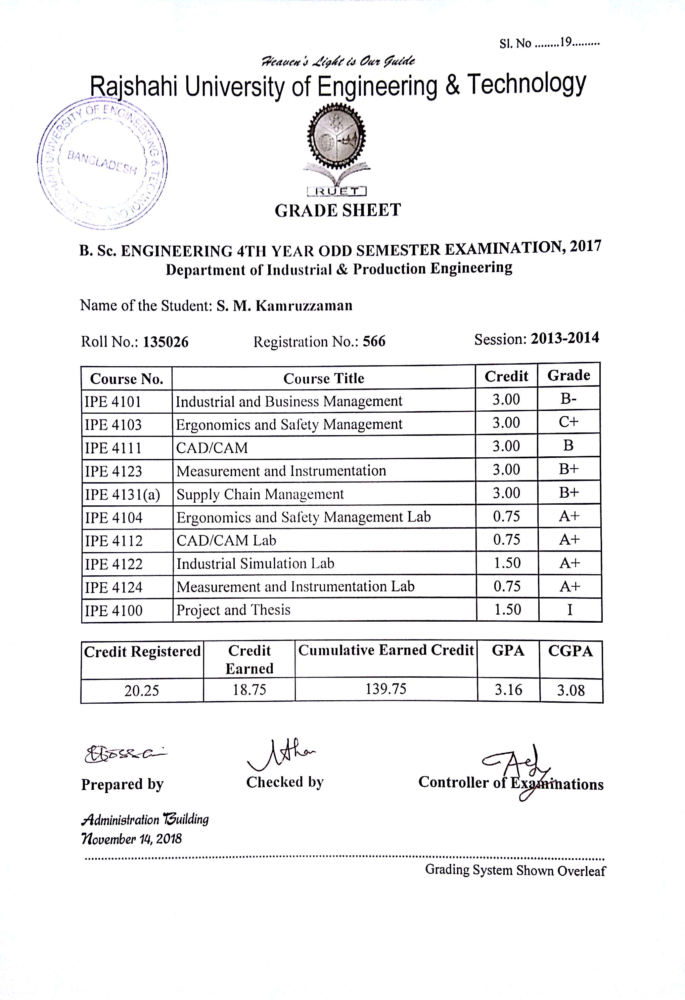 Sl. No ........19.........
Heaven's Light is Our Guide
Rajshahi University of Engineering & Technology
RAJSHAHI UNIVERSITY OF ENGINEERING & TECHNOLOGY
BANGLADESH
RUET
GRADE SHEET
B. Sc. ENGINEERING 4TH YEAR ODD SEMESTER EXAMINATION, 2017
Department of Industrial & Production Engineering
Name of the Student: S. M. Kamruzzaman
Roll No.: 135026 Registration No.: 566 Session: 2013-2014
Course No. Course Title Credit Grade
IPE 4101 Industrial and Business Management 3.00 B-
IPE 4103 Ergonomics and Safety Management 3.00 C+
IPE 4111 CAD/CAM 3.00 B
IPE 4123 Measurement and Instrumentation 3.00 B+
IPE 4131(a) Supply Chain Management 3.00 B+
IPE 4104 Ergonomics and Safety Management Lab 0.75 A+
IPE 4112 CAD/CAM Lab 0.75 A+
IPE 4122 Industrial Simulation Lab 1.50 A+
IPE 4124 Measurement and Instrumentation Lab 0.75 A+
IPE 4100 Project and Thesis 1.50 I
Credit Registered Credit Earned Cumulative Earned Credit GPA CGPA
20.25 18.75 139.75 3.16 3.08
Prepared by Checked by Controller of Examinations
Administration Building
November 14, 2018
Grading System Shown Overleaf